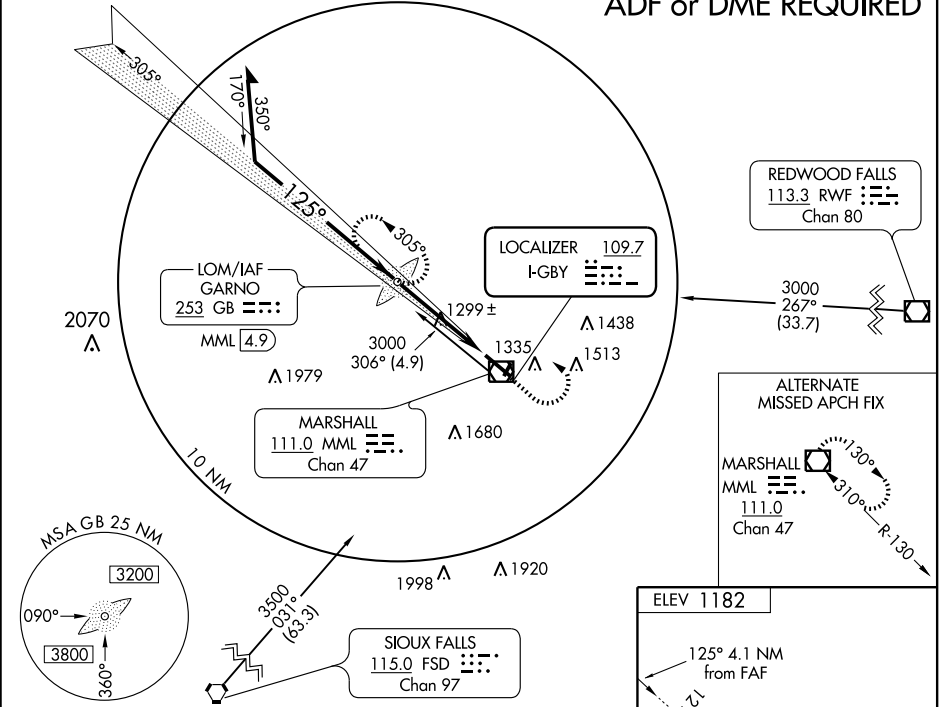 ADF or DME REQUIRED
305°
170°
350°
125°
305°
LOM/IAF
GARNO
253 GB
MML 4.9
LOCALIZER 109.7
I-GBY
REDWOOD FALLS
113.3 RWF
Chan 80
3000
267°
(33.7)
2070
1299 ±
1438
3000
306° (4.9)
1335
1513
1979
MARSHALL
111.0 MML
Chan 47
1680
10 NM
ALTERNATE
MISSED APCH FIX
MARSHALL
MML
111.0
Chan 47
130°
310°
R-130
MSA GB 25 NM
3200
090°
3800
360°
3500
031°
(63.3)
1998
1920
SIOUX FALLS
115.0 FSD
Chan 97
ELEV 1182
125° 4.1 NM
from FAF